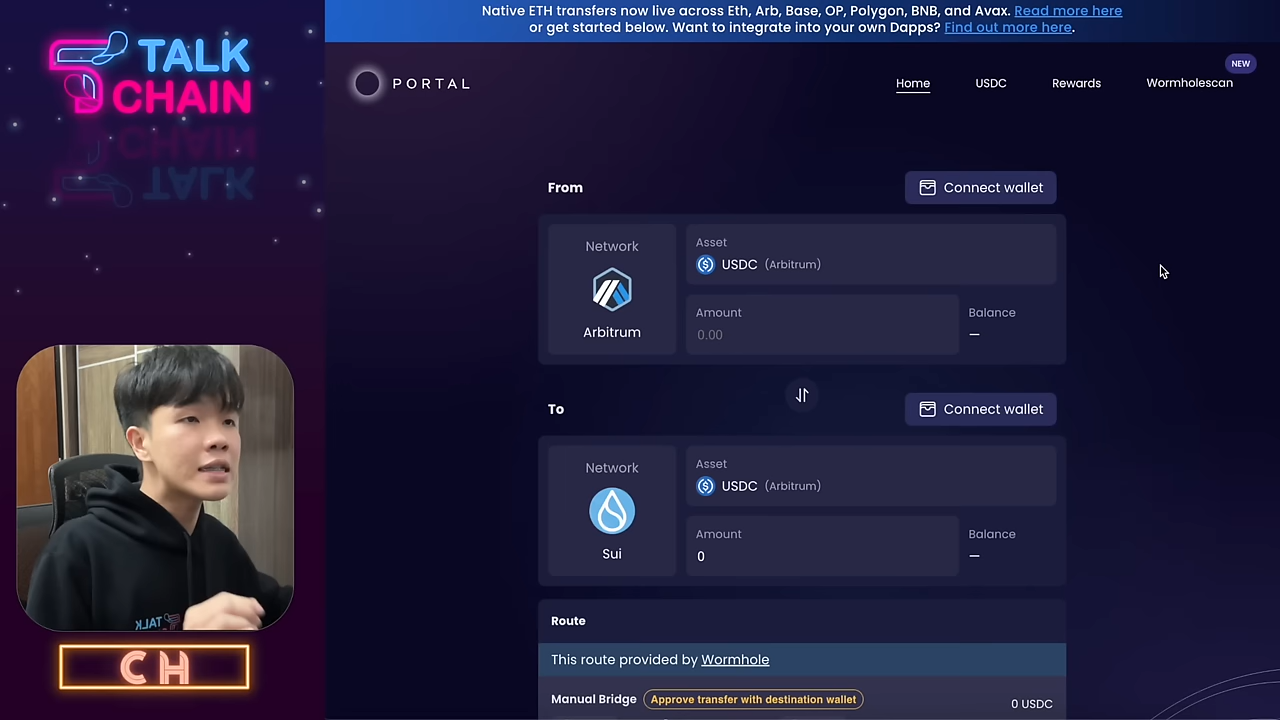 Native ETH transfers now live across Eth, Arb, Base, OP, Polygon, BNB, and Avax. Read more here
or get started below. Want to integrate into your own Dapps? Find out more here.
TALK
CHAIN
PORTAL
Home
USDC
Rewards
Wormholescan
NEW
From
Connect wallet
Network
Arbitrum
Asset
USDC (Arbitrum)
Amount
0.00
Balance
—
To
Connect wallet
Network
Sui
Asset
USDC (Arbitrum)
Amount
0
Balance
—
Route
This route provided by Wormhole
Manual Bridge
Approve transfer with destination wallet
0 USDC
TALK
CH